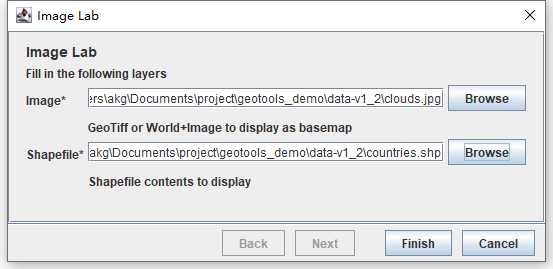 Image Lab
Image Lab
Fill in the following layers
Image* ers\akg\Documents\project\geotools_demo\data-v1_2\clouds.jpg Browse
GeoTiff or World+Image to display as basemap
Shapefile* akg\Documents\project\geotools_demo\data-v1_2\countries.shp Browse
Shapefile contents to display
Back Next Finish Cancel